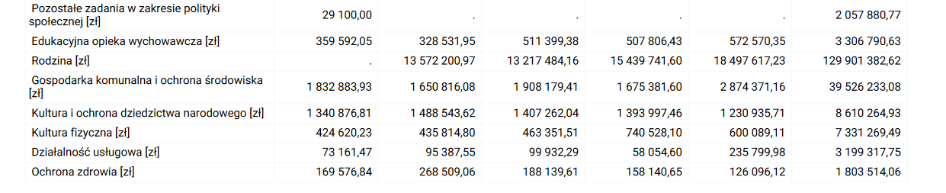 Pozostałe zadania w zakresie polityki
społecznej [zł] 29 100,00 . . . . 2 057 880,77
Edukacyjna opieka wychowawcza [zł] 359 592,05 328 531,95 511 399,38 507 806,43 572 570,35 3 306 790,63
Rodzina [zł] . 13 572 200,97 13 217 484,16 15 439 741,60 18 497 617,23 129 901 382,62
Gospodarka komunalna i ochrona środowiska
[zł] 1 832 883,93 1 650 816,08 1 908 179,41 1 675 381,60 2 874 371,16 39 526 233,08
Kultura i ochrona dziedzictwa narodowego [zł] 1 340 876,81 1 488 543,62 1 407 262,04 1 393 997,46 1 230 935,71 8 610 264,93
Kultura fizyczna [zł] 424 620,23 435 814,80 463 351,51 740 528,10 600 089,11 7 331 269,49
Działalność usługowa [zł] 73 161,47 95 387,55 99 932,29 58 054,60 235 799,98 3 199 317,75
Ochrona zdrowia [zł] 169 576,84 268 509,06 188 139,61 158 140,65 126 096,12 1 803 514,06